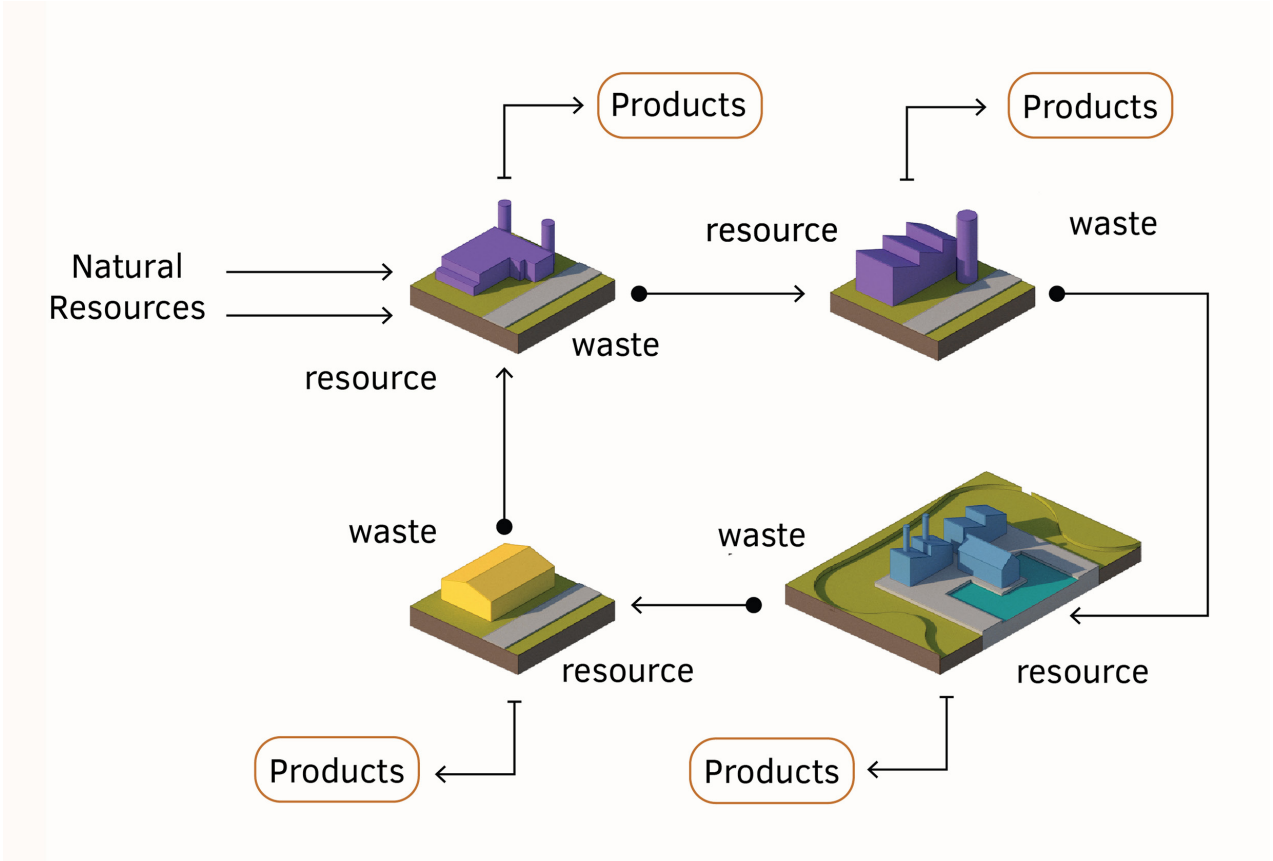 Products
Products
resource
waste
Natural
Resources
waste
resource
waste
waste
resource
resource
Products
Products